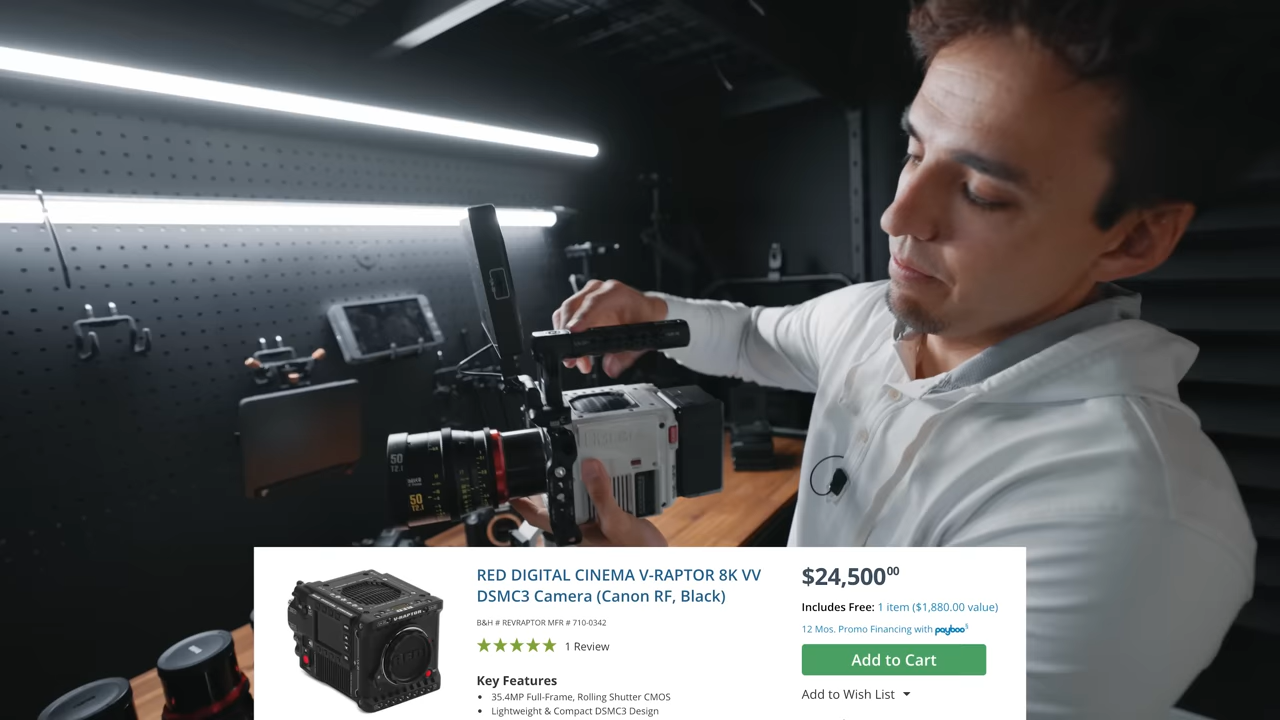 50
T2.1
50
T2.1
V-RAPTOR
RED DIGITAL CINEMA V-RAPTOR 8K VV
DSMC3 Camera (Canon RF, Black)
B&H # REVRAPTOR MFR # 710-0342
1 Review
Key Features
35.4MP Full-Frame, Rolling Shutter CMOS
Lightweight & Compact DSMC3 Design
$24,500⁰⁰
Includes Free: 1 item ($1,880.00 value)
12 Mos. Promo Financing with payboo§
Add to Cart
Add to Wish List